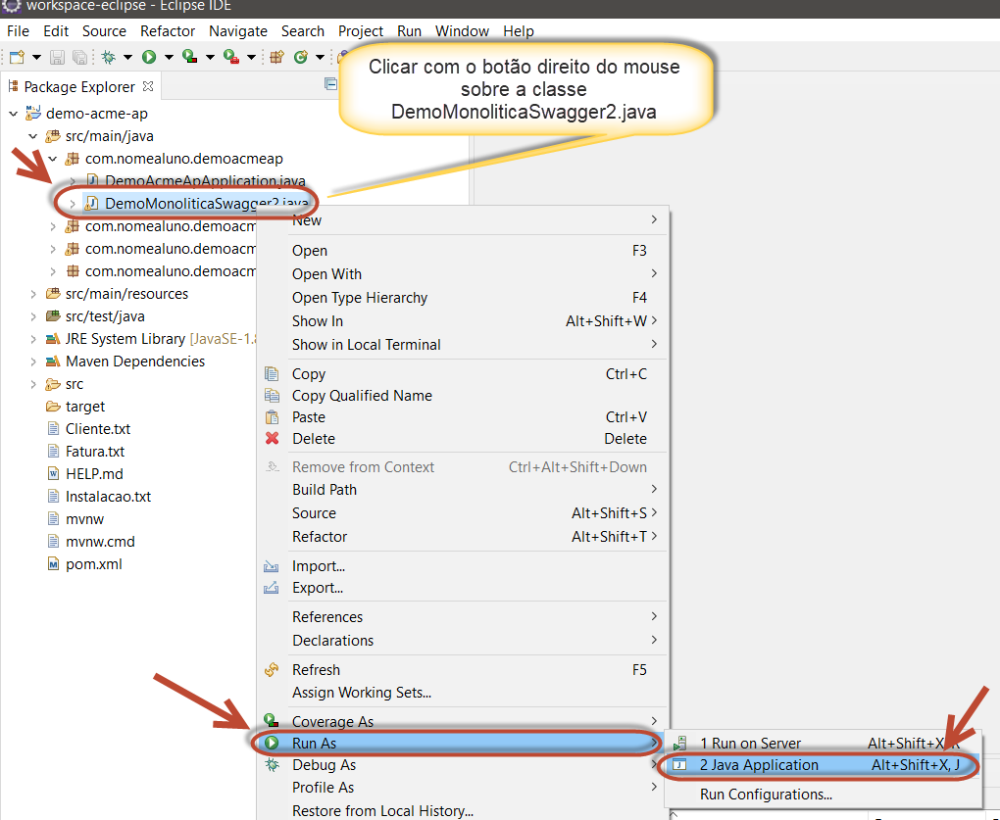 workspace-eclipse - Eclipse IDE
File Edit Source Refactor Navigate Search Project Run Window Help
Clicar com o botão direito do mouse
sobre a classe
DemoMonoliticaSwagger2.java
Package Explorer
demo-acme-ap
src/main/java
com.nomealuno.demoacmeap
DemoAcmeApApplication.java
DemoMonoliticaSwagger2.java
com.nomealuno.demoacm
com.nomealuno.demoacm
com.nomealuno.demoacm
src/main/resources
src/test/java
JRE System Library [JavaSE-1.8
Maven Dependencies
src
target
Cliente.txt
Fatura.txt
HELP.md
Instalacao.txt
mvnw
mvnw.cmd
pom.xml
New
Open F3
Open With
Open Type Hierarchy F4
Show In Alt+Shift+W
Show in Local Terminal
Copy Ctrl+C
Copy Qualified Name
Paste Ctrl+V
Delete Delete
Remove from Context Ctrl+Alt+Shift+Down
Build Path
Source Alt+Shift+S
Refactor Alt+Shift+T
Import...
Export...
References
Declarations
Refresh F5
Assign Working Sets...
Coverage As
Run As
Debug As
Profile As
Restore from Local History...
1 Run on Server Alt+Shift+X, R
2 Java Application Alt+Shift+X, J
Run Configurations...